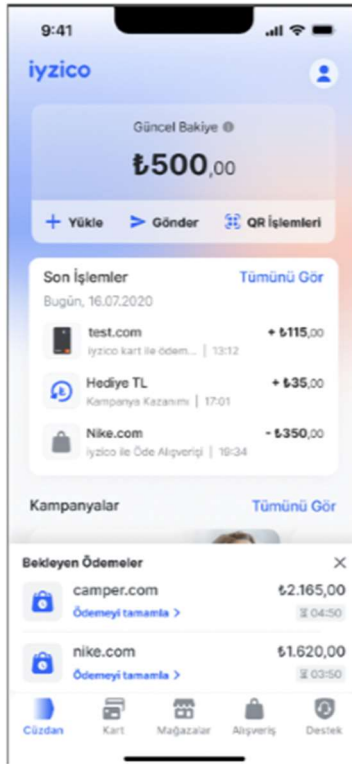 9:41
iyzico
Güncel Bakiye
₺500,00
Yükle
Gönder
QR İşlemleri
Son İşlemler
Tümünü Gör
Bugün, 16.07.2020
test.com
+ ₺115,00
iyzico kart ile ödem... | 13:12
Hediye TL
+ ₺35,00
Kampanya Kazanımı | 17:01
Nike.com
- ₺350,00
iyzico ile Öde Alışverişi | 19:34
Kampanyalar
Tümünü Gör
Bekleyen Ödemeler
camper.com
₺2.165,00
Ödemeyi tamamla >
04:50
nike.com
₺1.620,00
Ödemeyi tamamla >
03:50
Cüzdan
Kart
Mağazalar
Alışveriş
Destek